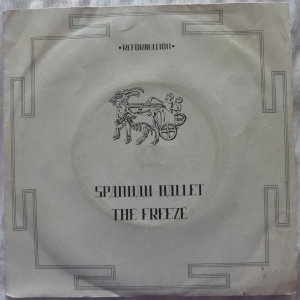 •REFORMATION•
SPANDAU BALLET
THE FREEZE